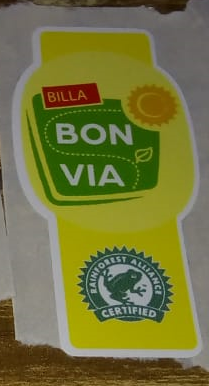 BILLA
BON
VIA
RAINFOREST ALLIANCE
CERTIFIED